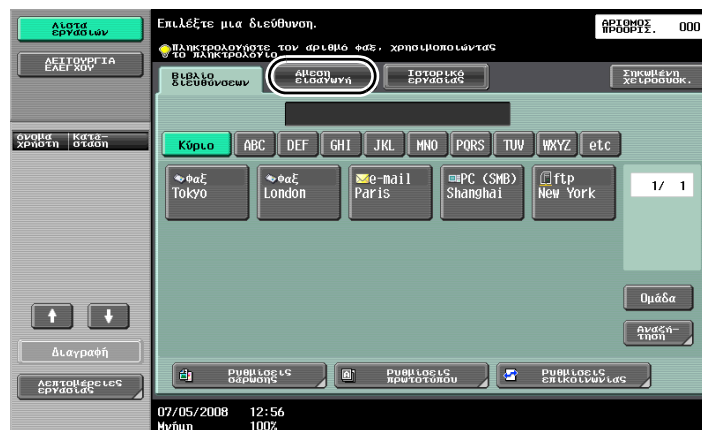 Λίστα
εργασιών
ΛΕΙΤΟΥΡΓΙΑ
ΕΛΕΓΧΟΥ
όνομα
χρήστη
Κατά-
σταση
Διαγραφή
Λεπτομέρειες
εργασίας
Επιλέξτε μια διεύθυνση.
Πληκτρολογήστε τον αριθμό φαξ, χρησιμοποιώντας
το πληκτρολόγιο
ΑΡΙΘΜΟΣ
ΠΡΟΟΡΙΣ. 000
Βιβλίο
διευθύνσεων
Άμεση
εισαγωγή
Ιστορικό
εργασίας
Σηκωμένη
χειροσυσκ.
Κύριο ABC DEF GHI JKL MNO PQRS TUV WXYZ etc
Φαξ
Tokyo
Φαξ
London
e-mail
Paris
PC (SMB)
Shanghai
ftp
New York
1/ 1
Ομάδα
Αναζή-
τηση
Ρυθμίσεις
σάρωσης
Ρυθμίσεις
πρωτοτύπου
Ρυθμίσεις
επικοινωνίας
07/05/2008 12:56
Μνήμη 100%